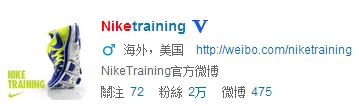 Niketraining V
海外，美国 http://weibo.com/niketraining
NikeTraining官方微博
關注 72 粉絲 2万 微博 475
NIKE
TRAINING